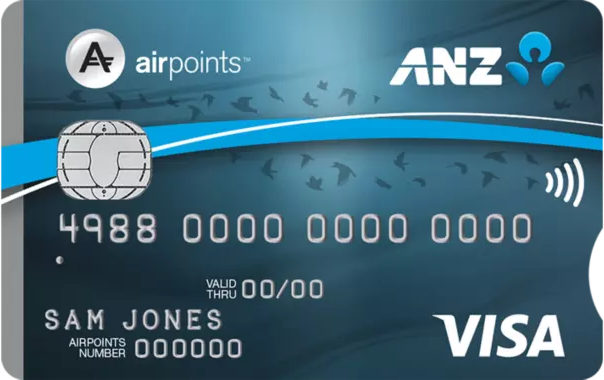 airpoints™
ANZ
4988 0000 0000 0000
VALID THRU 00/00
SAM JONES
AIRPOINTS NUMBER 000000
VISA